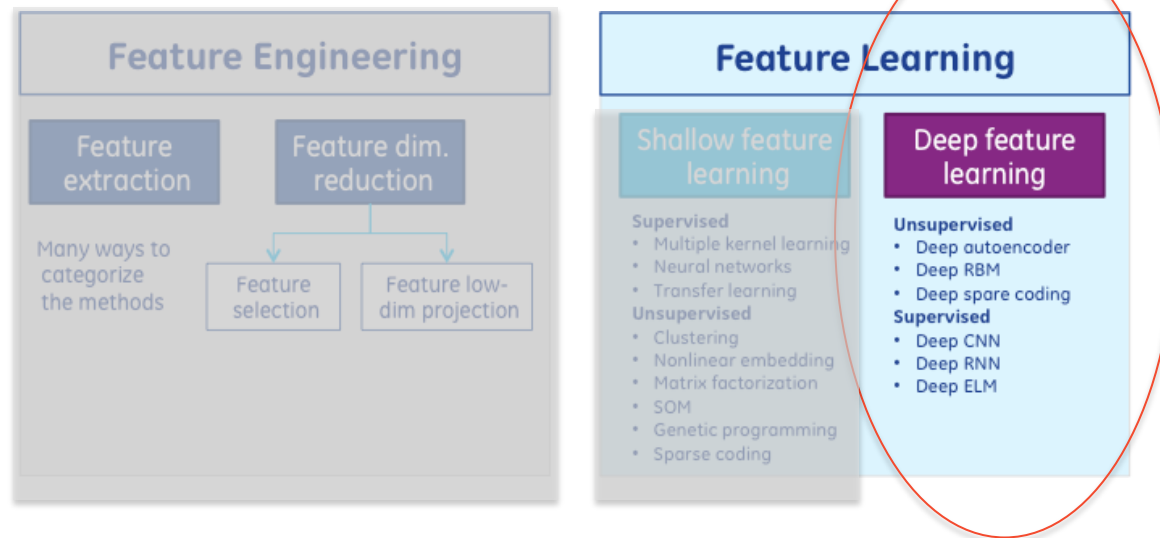 Feature Engineering
Feature
extraction
Feature dim.
reduction
Many ways to
categorize
the methods
Feature
selection
Feature low-
dim projection
Feature Learning
Shallow feature
learning
Supervised
• Multiple kernel learning
• Neural networks
• Transfer learning
Unsupervised
• Clustering
• Nonlinear embedding
• Matrix factorization
• SOM
• Genetic programming
• Sparse coding
Deep feature
learning
Unsupervised
• Deep autoencoder
• Deep RBM
• Deep spare coding
Supervised
• Deep CNN
• Deep RNN
• Deep ELM